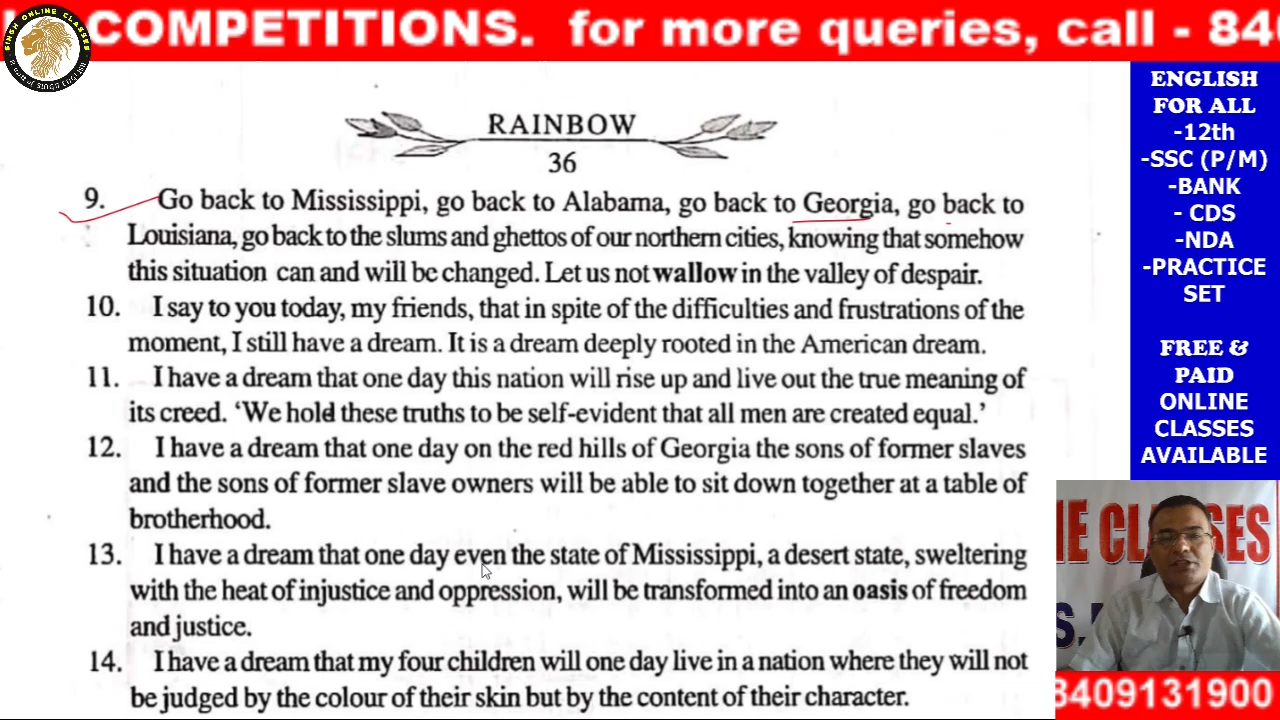 COMPETITIONS. for more queries, call - 84
SINGH ONLINE CLASSES
RAINBOW
36
9. Go back to Mississippi, go back to Alabama, go back to Georgia, go back to
Louisiana, go back to the slums and ghettos of our northern cities, knowing that somehow
this situation can and will be changed. Let us not wallow in the valley of despair.
10. I say to you today, my friends, that in spite of the difficulties and frustrations of the
moment, I still have a dream. It is a dream deeply rooted in the American dream.
11. I have a dream that one day this nation will rise up and live out the true meaning of
its creed. ‘We hold these truths to be self-evident that all men are created equal.’
12. I have a dream that one day on the red hills of Georgia the sons of former slaves
and the sons of former slave owners will be able to sit down together at a table of
brotherhood.
13. I have a dream that one day even the state of Mississippi, a desert state, sweltering
with the heat of injustice and oppression, will be transformed into an oasis of freedom
and justice.
14. I have a dream that my four children will one day live in a nation where they will not
be judged by the colour of their skin but by the content of their character.
ENGLISH
FOR ALL
-12th
-SSC (P/M)
-BANK
- CDS
-NDA
-PRACTICE
SET
FREE &
PAID
ONLINE
CLASSES
AVAILABLE
8409131900